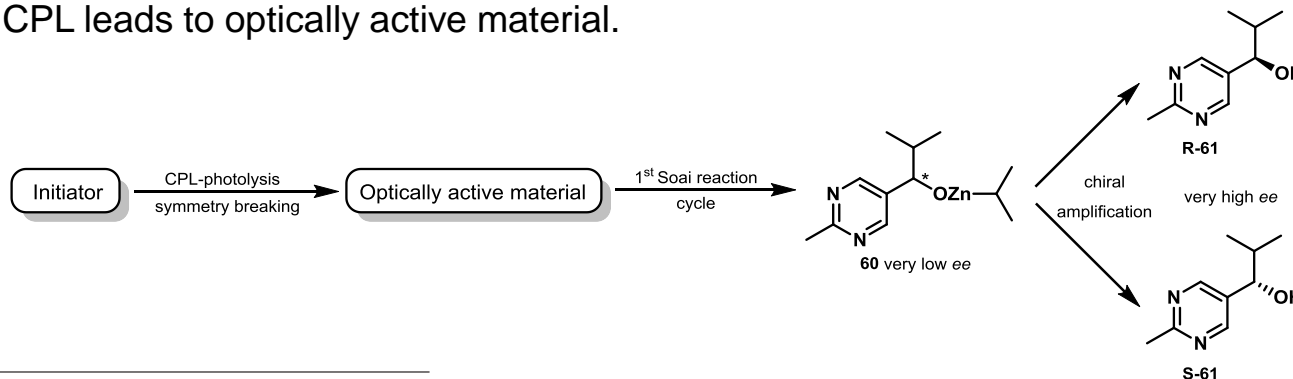 CPL leads to optically active material.
Initiator
CPL-photolysis
symmetry breaking
Optically active material
1st Soai reaction
cycle
N
N
*
OZn
60 very low ee
chiral
amplification
N
N
R-61
very high ee
N
N
S-61